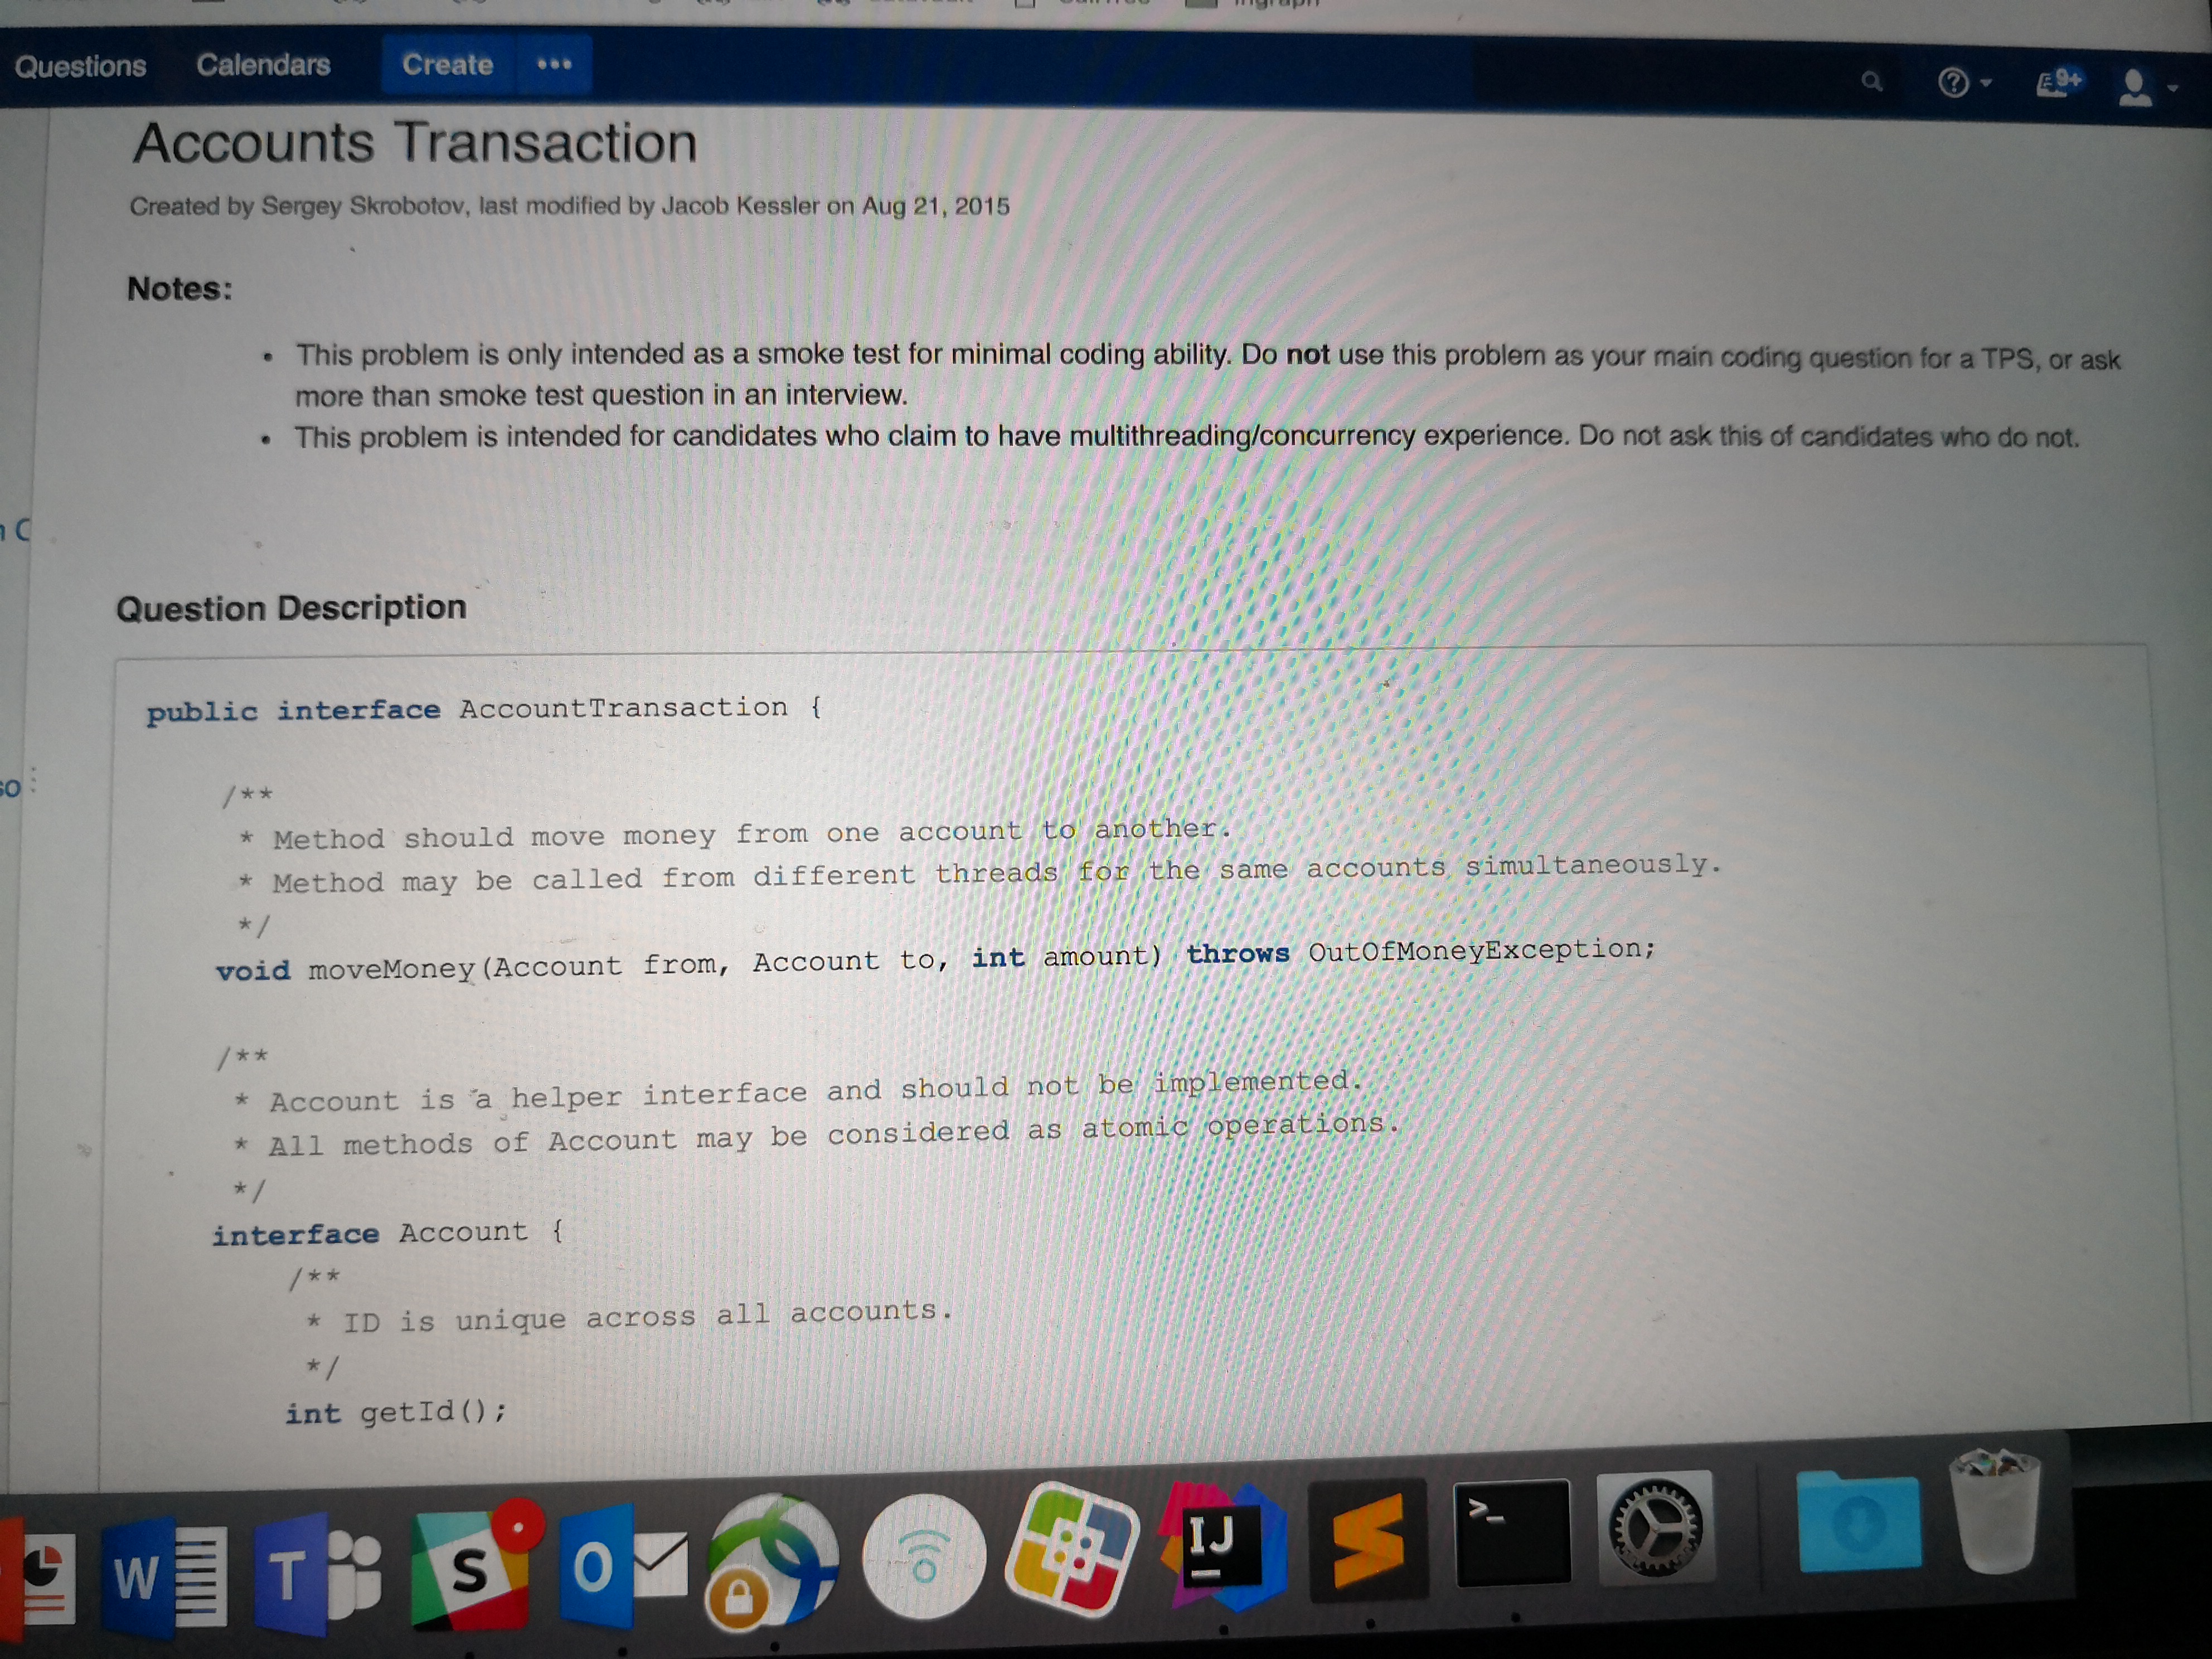 Questions Calendars Create •••
9+
Accounts Transaction
Created by Sergey Skrobotov, last modified by Jacob Kessler on Aug 21, 2015
Notes:
• This problem is only intended as a smoke test for minimal coding ability. Do not use this problem as your main coding question for a TPS, or ask
more than smoke test question in an interview.
• This problem is intended for candidates who claim to have multithreading/concurrency experience. Do not ask this of candidates who do not.
Question Description
public interface AccountTransaction {
/**
* Method should move money from one account to another.
* Method may be called from different threads for the same accounts simultaneously.
*/
void moveMoney(Account from, Account to, int amount) throws OutOfMoneyException;
/**
* Account is a helper interface and should not be implemented.
* All methods of Account may be considered as atomic operations.
*/
interface Account {
/**
* ID is unique across all accounts.
*/
int getId();
W T S O IJ >_